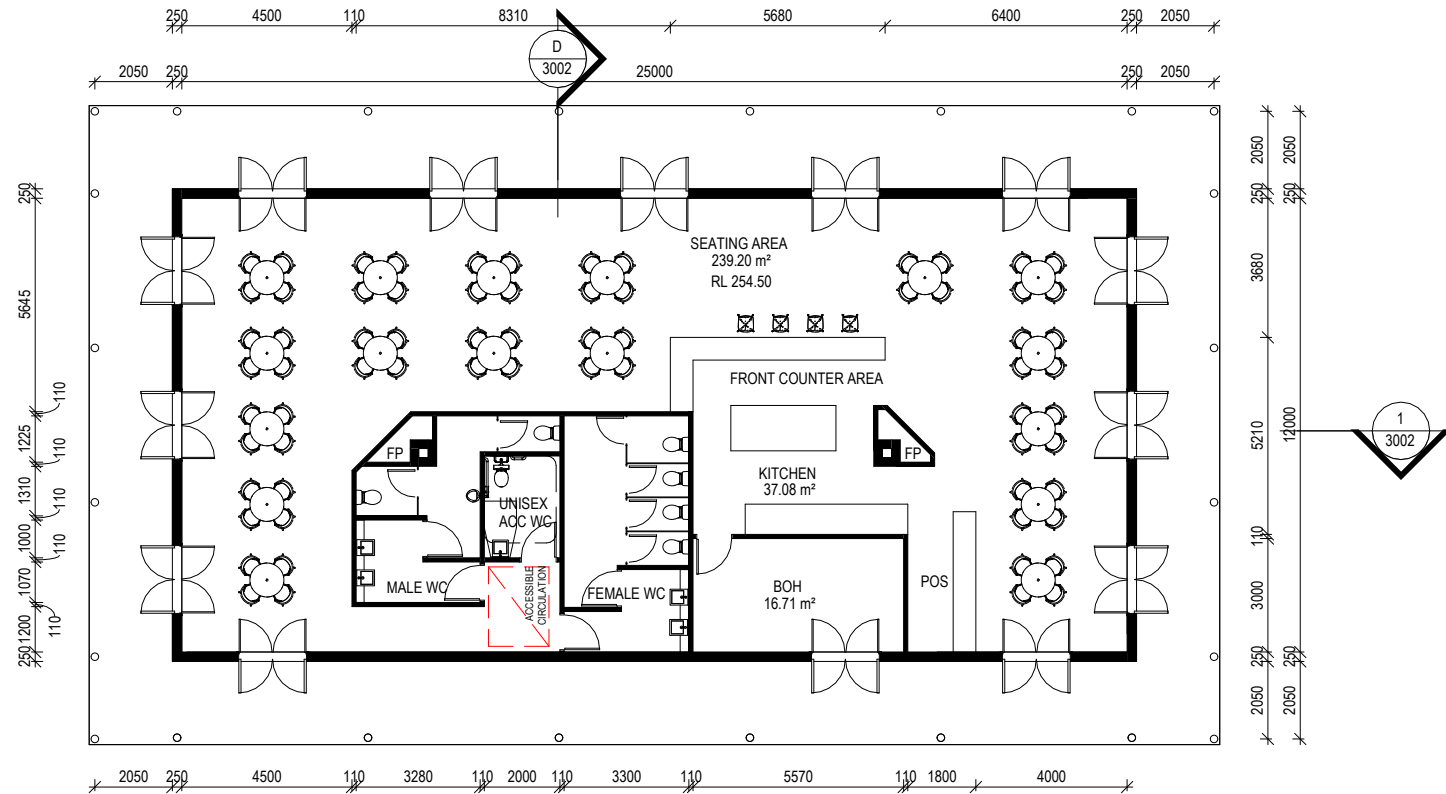 250 4500 110 8310 5680 6400 250 2050
D
3002
2050 250 25000 250 2050
250
5645
110
1225
110
1310
110
1000
110
1070
110
1200
250
SEATING AREA
239.20 m²
RL 254.50
FRONT COUNTER AREA
FP
FP
KITCHEN
37.08 m²
UNISEX
ACC WC
MALE WC
ACCESSIBLE
CIRCULATION
FEMALE WC
BOH
16.71 m²
POS
2050 2050
250 250
3680
5210 12000
110
3000
250 250
2050 2050
1
3002
2050 250 4500 110 3280 110 2000 110 3300 110 5570 110 1800 4000